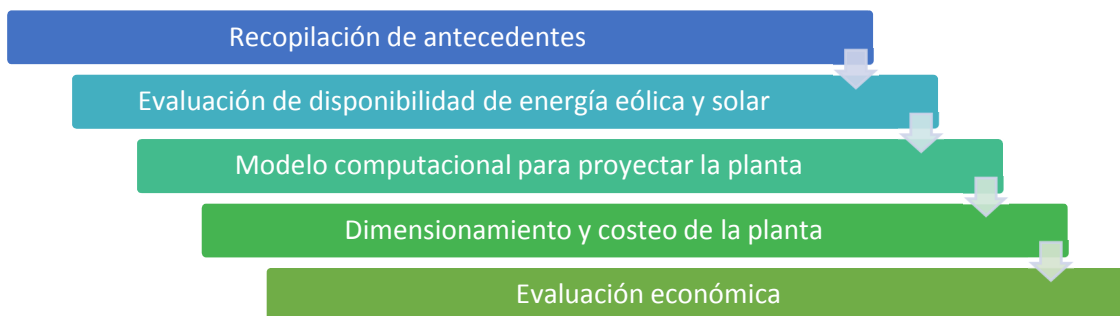 Recopilación de antecedentes
Evaluación de disponibilidad de energía eólica y solar
Modelo computacional para proyectar la planta
Dimensionamiento y costeo de la planta
Evaluación económica